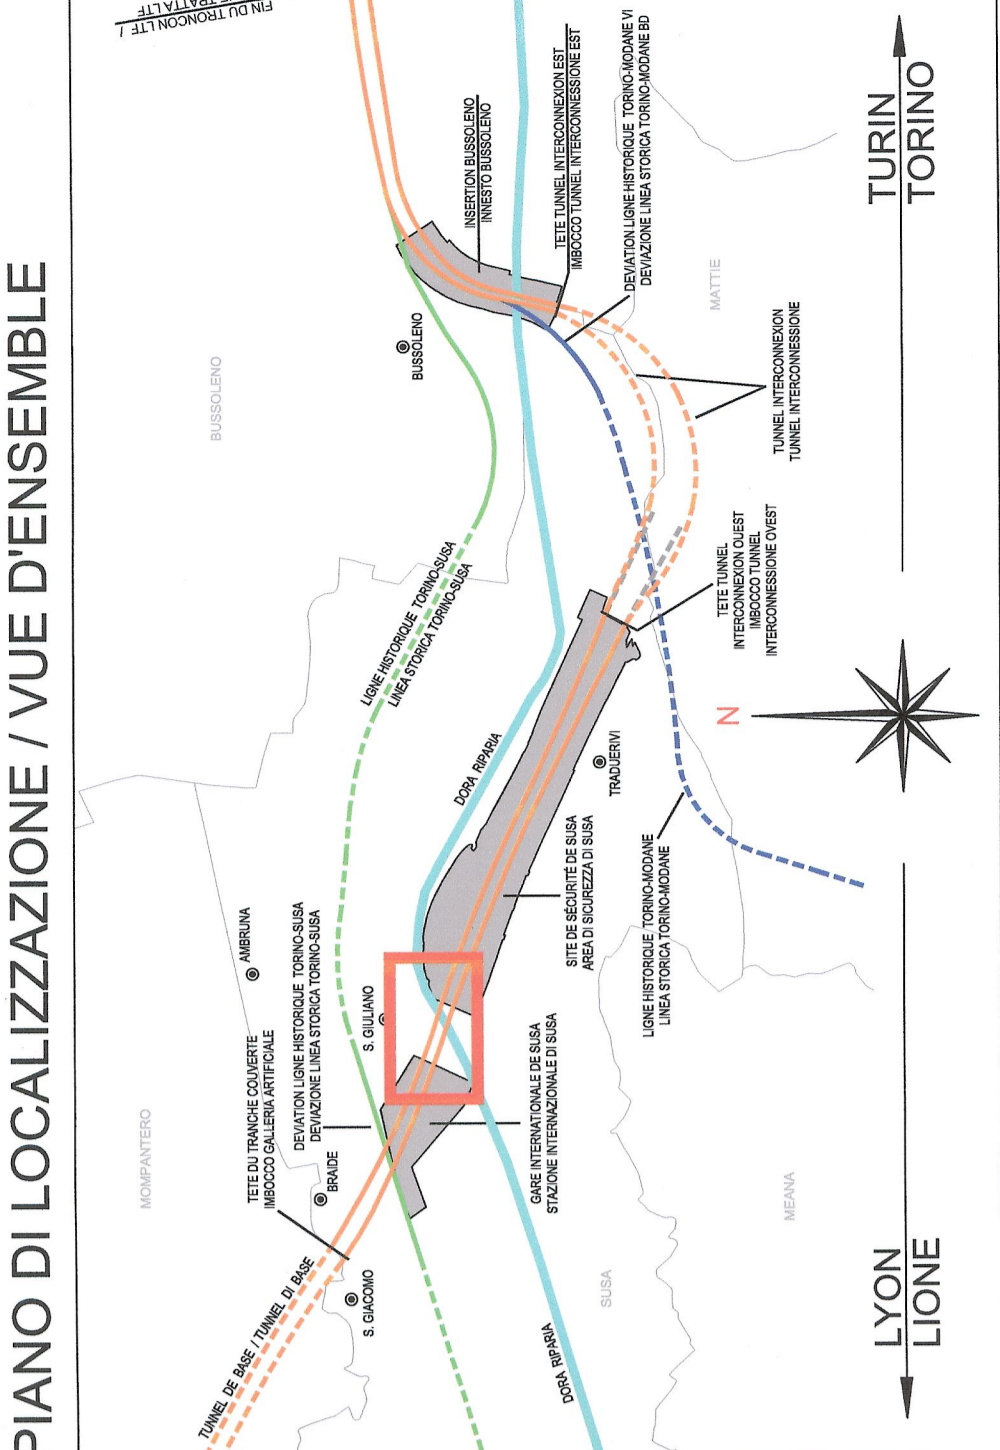 PIANO DI LOCALIZZAZIONE / VUE D'ENSEMBLE
FIN DU TRONCON LTF /
MOMPANTERO
BUSSOLENO
AMBRUNA
TETE DU TRANCHE COUVERTE
IMBOCCO GALLERIA ARTIFICIALE
DEVIATION LIGNE HISTORIQUE TORINO-SUSA
DEVIAZIONE LINEA STORICA TORINO-SUSA
BRAIDE
S. GIACOMO
S. GIULIANO
TUNNEL DE BASE / TUNNEL DI BASE
LIGNE HISTORIQUE TORINO-SUSA
LINEA STORICA TORINO-SUSA
BUSSOLENO
INSERTION BUSSOLENO
INNESTO BUSSOLENO
DORA RIPARIA
DORA RIPARIA
TETE TUNNEL INTERCONNEXION EST
IMBOCCO TUNNEL INTERCONNESSIONE EST
DEVIATION LIGNE HISTORIQUE TORINO-MODANE VI
DEVIAZIONE LINEA STORICA TORINO-MODANE BD
GARE INTERNATIONALE DE SUSA
STAZIONE INTERNAZIONALE DI SUSA
SITE DE SÉCURITÉ DE SUSA
AREA DI SICUREZZA DI SUSA
TRADUERIVI
SUSA
LIGNE HISTORIQUE TORINO-MODANE
LINEA STORICA TORINO-MODANE
MATTIE
TETE TUNNEL
INTERCONNEXION OUEST
IMBOCCO TUNNEL
INTERCONNESSIONE OVEST
TUNNEL INTERCONNEXION
TUNNEL INTERCONNESSIONE
MEANA
N
LYON
LIONE
TURIN
TORINO